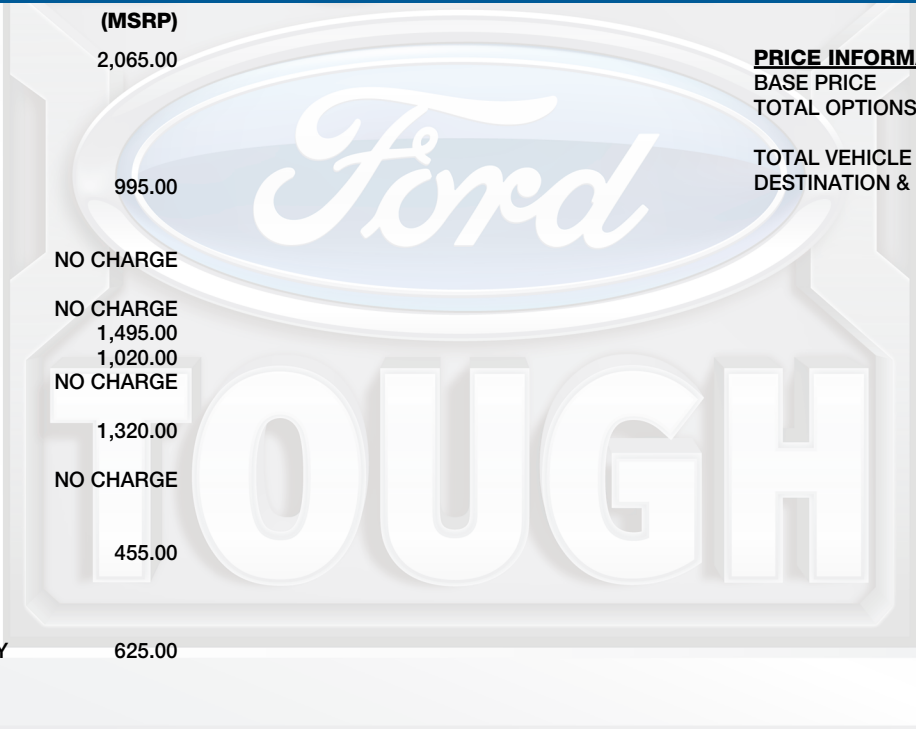 (MSRP)
2,065.00
995.00
NO CHARGE
NO CHARGE
1,495.00
1,020.00
NO CHARGE
1,320.00
NO CHARGE
455.00
Y 625.00
PRICE INFORMA
BASE PRICE
TOTAL OPTIONS
TOTAL VEHICLE
DESTINATION &
Ford
TOUGH